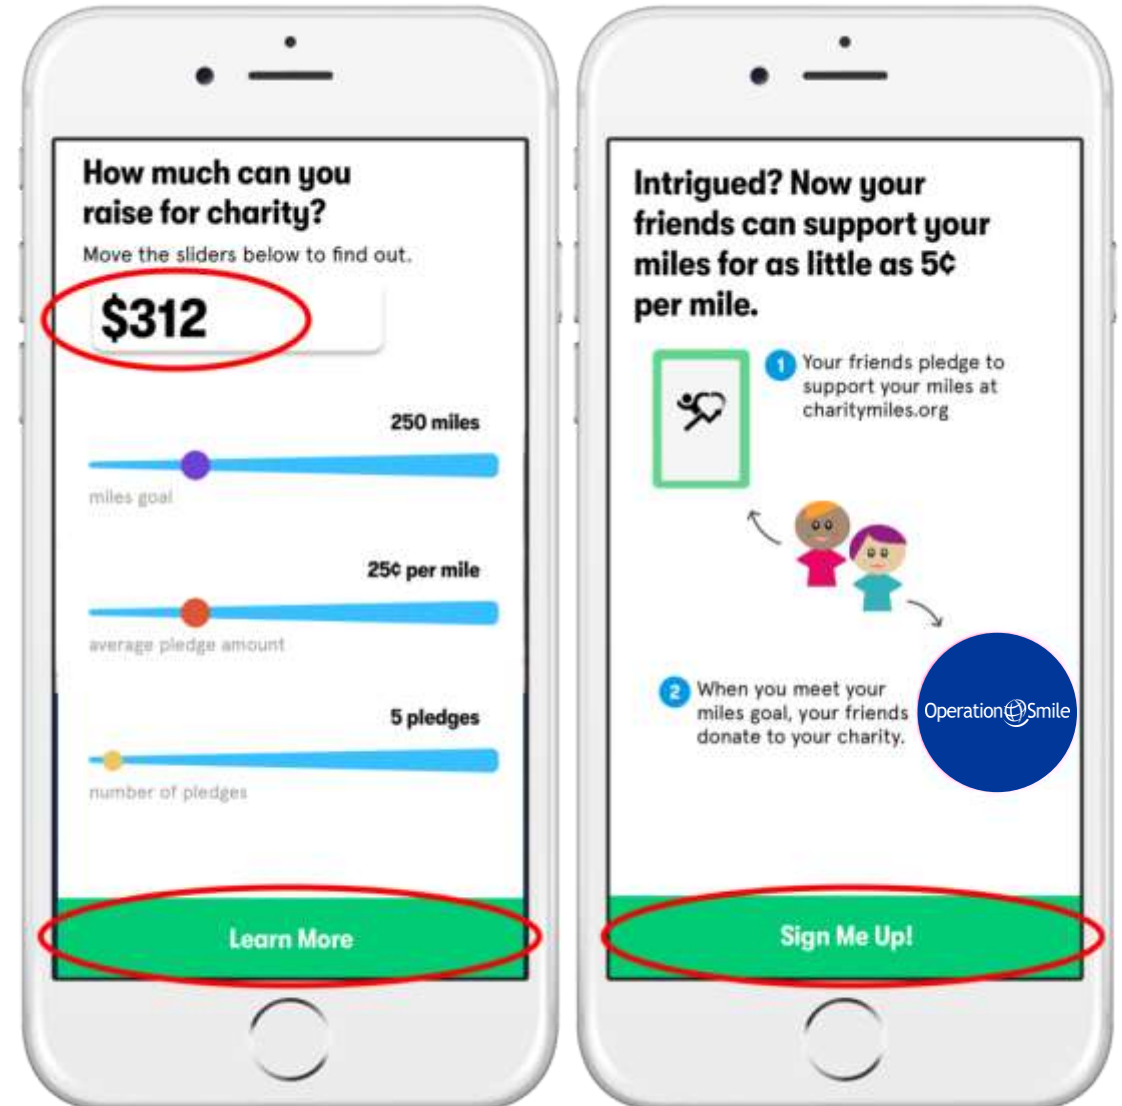 How much can you
raise for charity?
Move the sliders below to find out.
$312
250 miles
miles goal
25¢ per mile
average pledge amount
5 pledges
number of pledges
Learn More
Intrigued? Now your
friends can support your
miles for as little as 5¢
per mile.
1 Your friends pledge to
support your miles at
charitymiles.org
2 When you meet your
miles goal, your friends
donate to your charity.
Operation Smile
Sign Me Up!